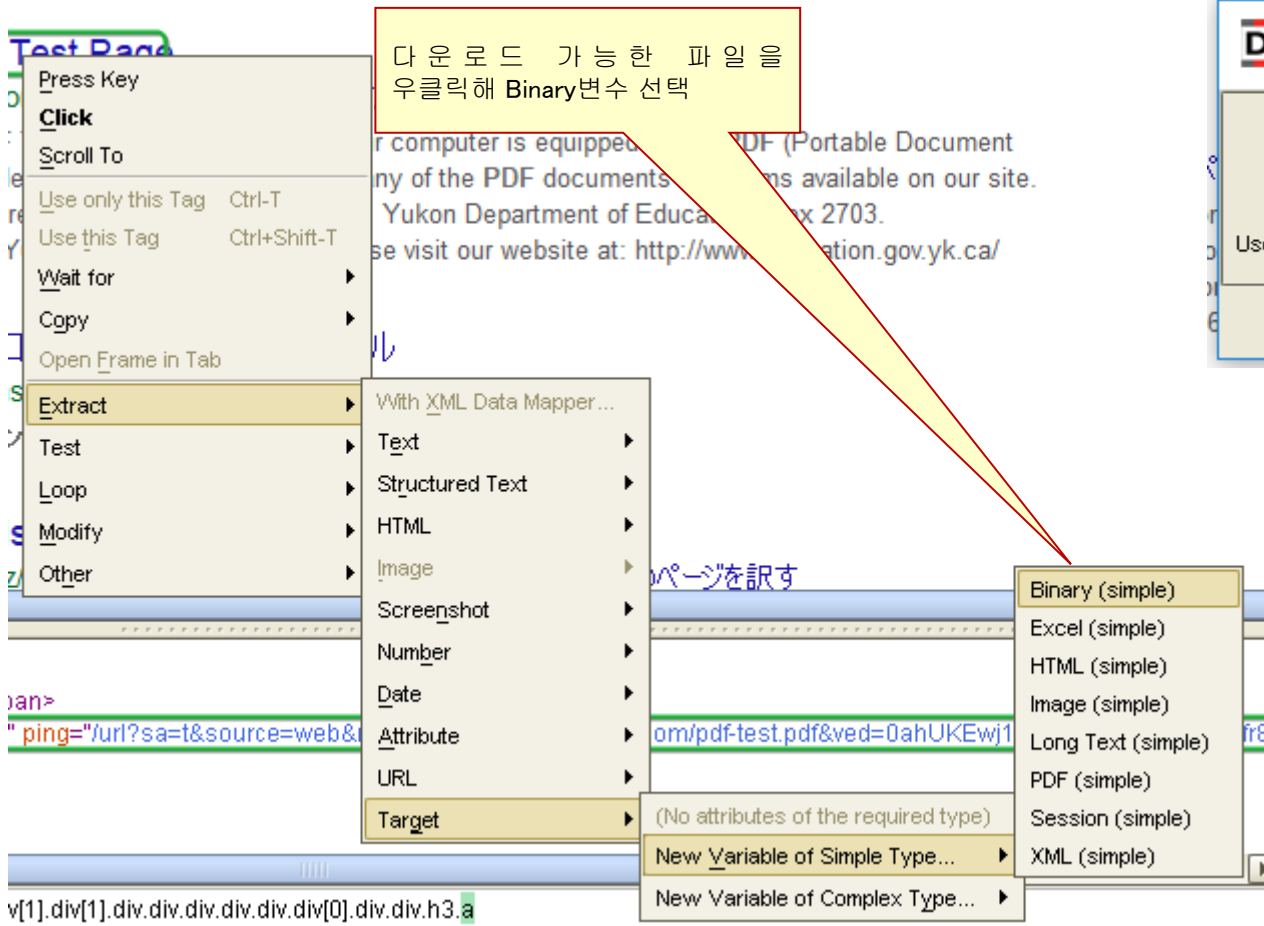 Test Page
다운로드 가능한 파일을
우클릭해 Binary변수 선택
Press Key
Click
Scroll To
Use only this Tag Ctrl-T
Use this Tag Ctrl+Shift-T
Wait for
Copy
Open Frame in Tab
Extract
Test
Loop
Modify
Other
r computer is equipped DF (Portable Document
ny of the PDF documents ms available on our site.
Yukon Department of Educa x 2703.
se visit our website at: http://www ation.gov.yk.ca/
ル
With XML Data Mapper...
Text
Structured Text
HTML
Image
Screenshot
Number
Date
Attribute
URL
Target
ページを訳す
(No attributes of the required type)
New Variable of Simple Type...
New Variable of Complex Type...
Binary (simple)
Excel (simple)
HTML (simple)
Image (simple)
Long Text (simple)
PDF (simple)
Session (simple)
XML (simple)
Use
pan>
" ping="/url?sa=t&source=web& om/pdf-test.pdf&ved=0ahUKEwj1 fr8
v[1].div[1].div.div.div.div.div.div[0].div.div.h3.a